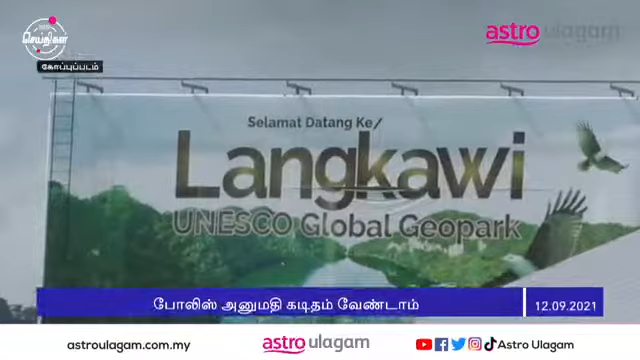 செய்திகள்
astro ulagam
கோப்புப்படம்
Selamat Datang Ke/
Langkawi
UNESCO Global Geopark
போலிஸ் அனுமதி கடிதம் வேண்டாம்
12.09.2021
astroulagam.com.my
astro ulagam
Astro Ulagam